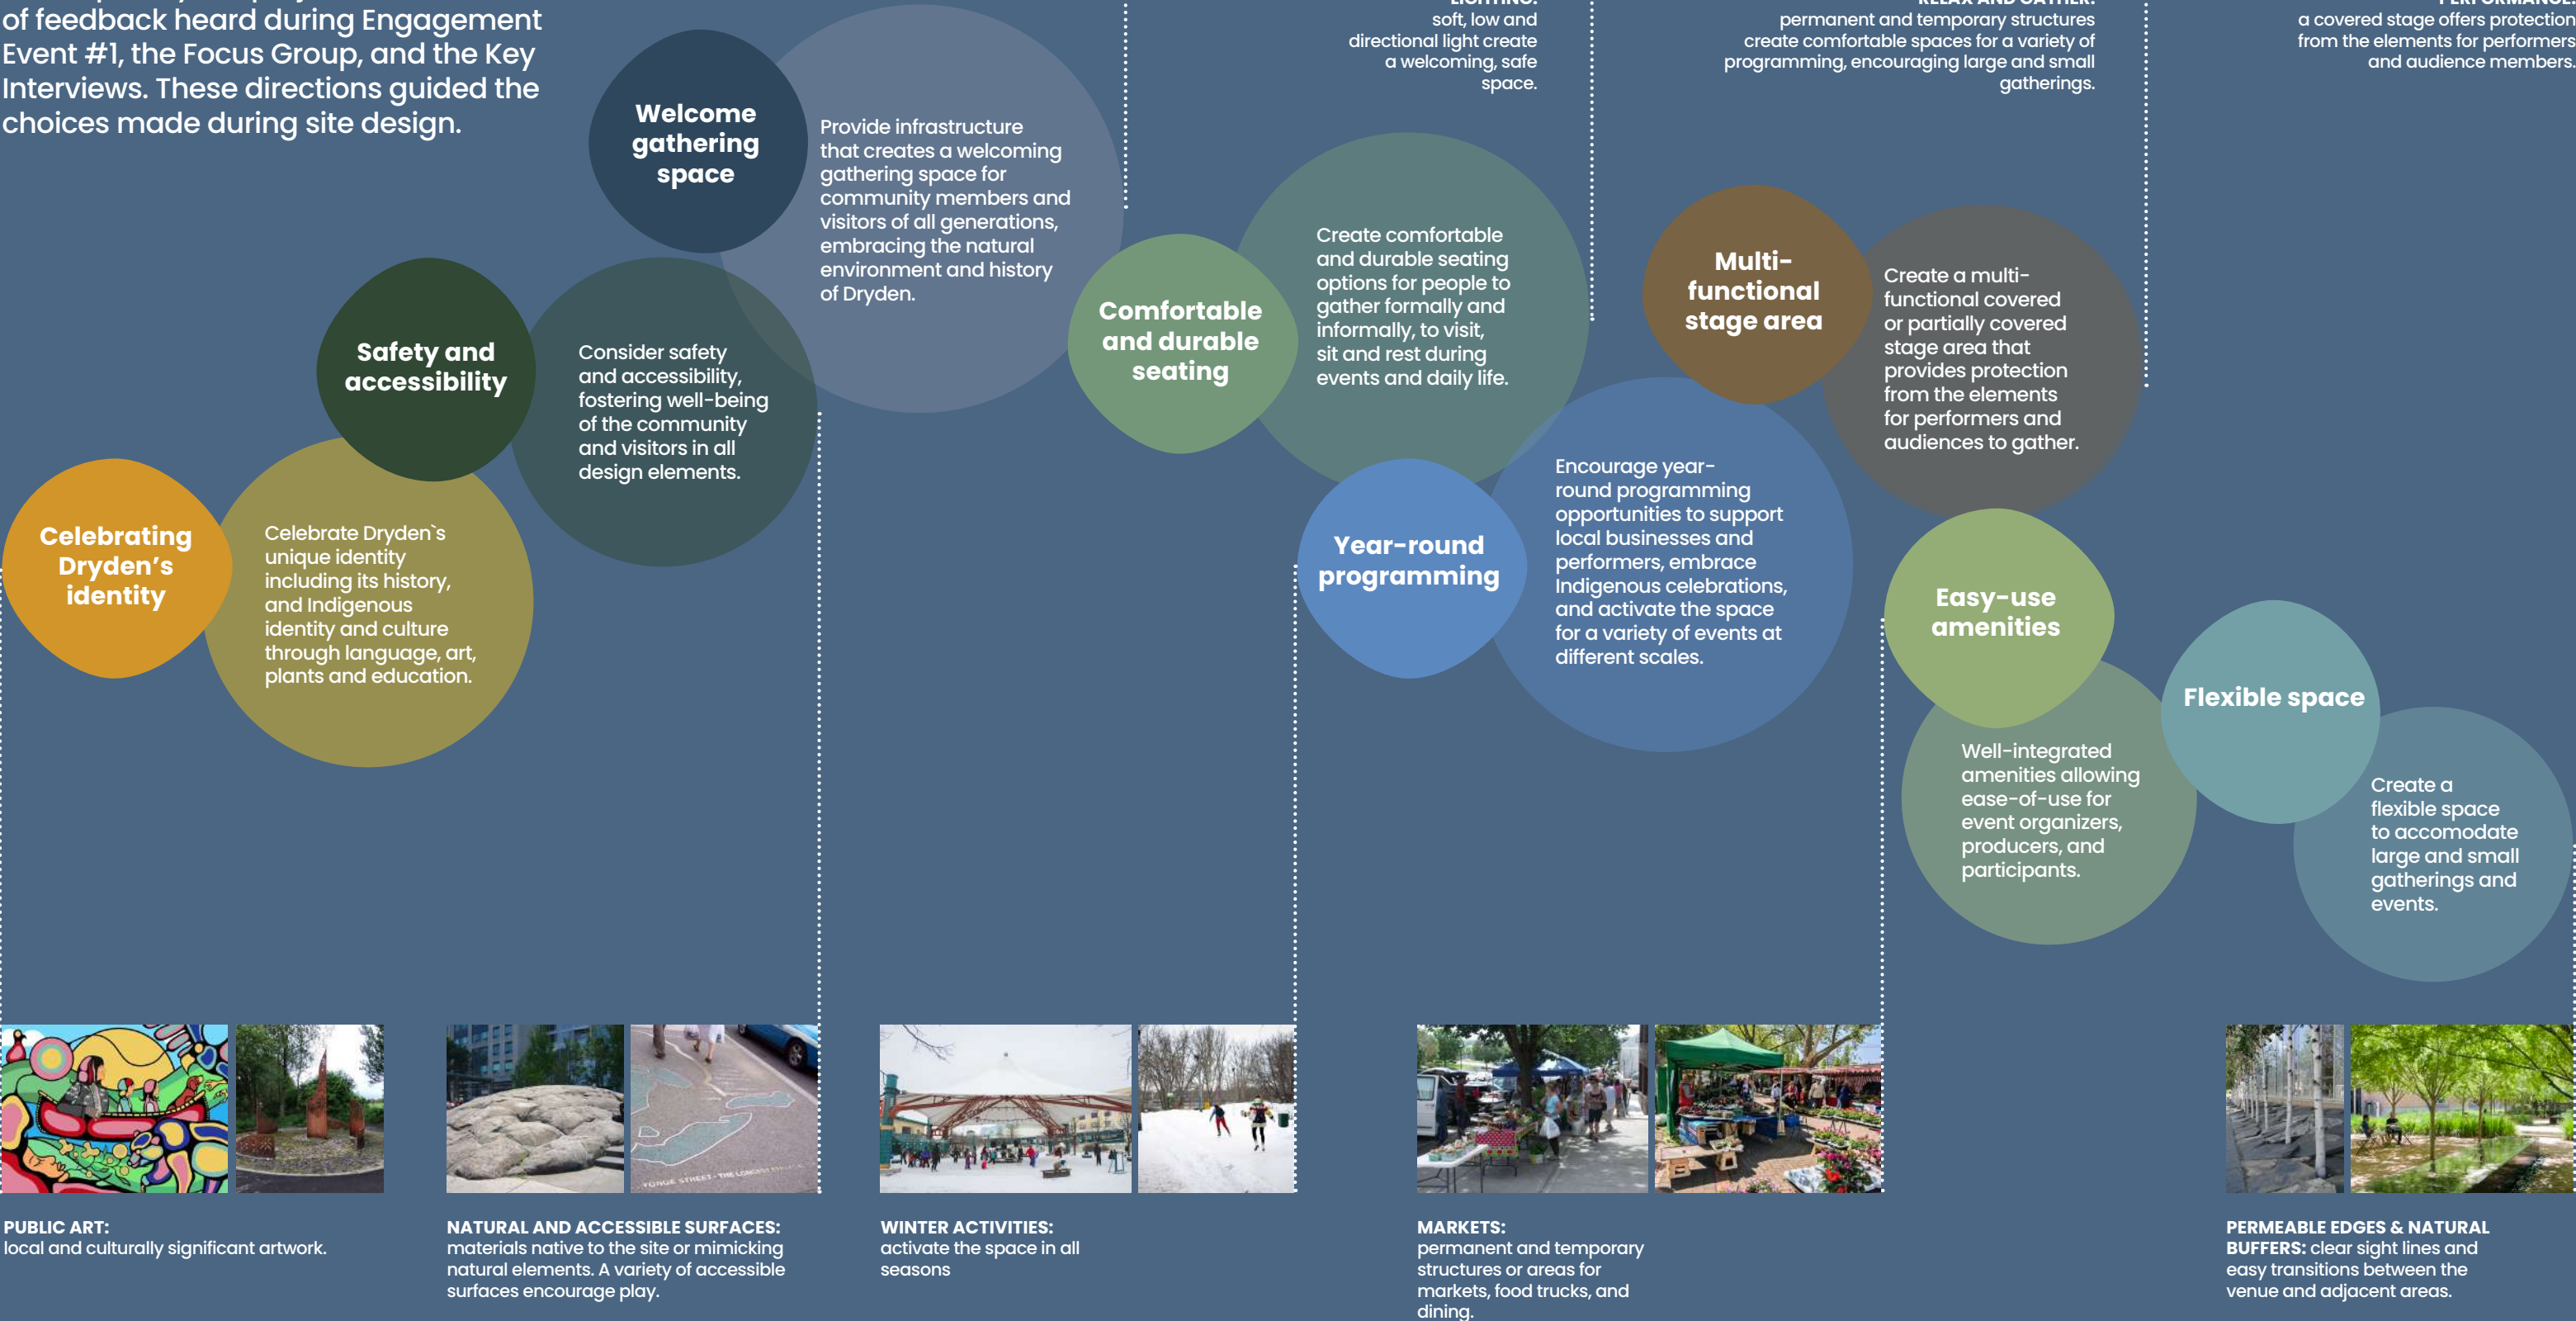 of feedback heard during Engagement
Event #1, the Focus Group, and the Key
Interviews. These directions guided the
choices made during site design.
LIGHTING:
soft, low and
directional light create
a welcoming, safe
space.
RELAX AND GATHER:
permanent and temporary structures
create comfortable spaces for a variety of
programming, encouraging large and small
gatherings.
PERFORMANCE:
a covered stage offers protection
from the elements for performers
and audience members.
Welcome
gathering
space
Provide infrastructure
that creates a welcoming
gathering space for
community members and
visitors of all generations,
embracing the natural
environment and history
of Dryden.
Safety and
accessibility
Consider safety
and accessibility,
fostering well-being
of the community
and visitors in all
design elements.
Celebrating
Dryden’s
identity
Celebrate Dryden`s
unique identity
including its history,
and Indigenous
identity and culture
through language, art,
plants and education.
Comfortable
and durable
seating
Create comfortable
and durable seating
options for people to
gather formally and
informally, to visit,
sit and rest during
events and daily life.
Multi-
functional
stage area
Create a multi-
functional covered
or partially covered
stage area that
provides protection
from the elements
for performers and
audiences to gather.
Year-round
programming
Encourage year-
round programming
opportunities to support
local businesses and
performers, embrace
Indigenous celebrations,
and activate the space
for a variety of events at
different scales.
Easy-use
amenities
Well-integrated
amenities allowing
ease-of-use for
event organizers,
producers, and
participants.
Flexible space
Create a
flexible space
to accomodate
large and small
gatherings and
events.
YONGE STREET - THE LONGEST
PUBLIC ART:
local and culturally significant artwork.
NATURAL AND ACCESSIBLE SURFACES:
materials native to the site or mimicking
natural elements. A variety of accessible
surfaces encourage play.
WINTER ACTIVITIES:
activate the space in all
seasons
MARKETS:
permanent and temporary
structures or areas for
markets, food trucks, and
dining.
PERMEABLE EDGES & NATURAL
BUFFERS: clear sight lines and
easy transitions between the
venue and adjacent areas.